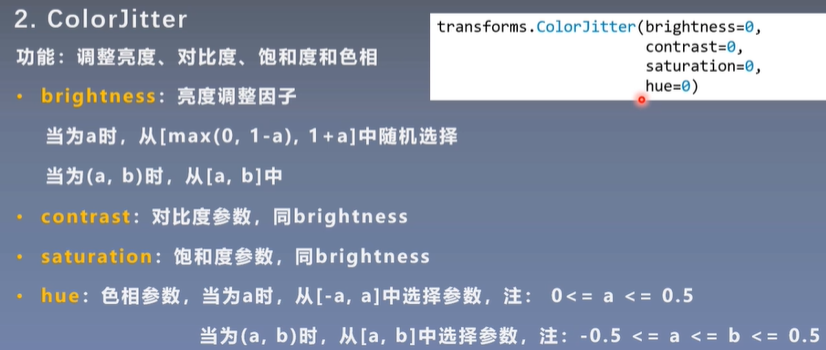 2. ColorJitter
功能：调整亮度、对比度、饱和度和色相
transforms.ColorJitter(brightness=0,
contrast=0,
saturation=0,
hue=0)
• brightness：亮度调整因子
当为a时，从[max(0, 1-a), 1+a]中随机选择
当为(a, b)时，从[a, b]中
• contrast：对比度参数，同brightness
• saturation：饱和度参数，同brightness
• hue：色相参数，当为a时，从[-a, a]中选择参数，注： 0<= a <= 0.5
当为(a, b)时，从[a, b]中选择参数，注：-0.5 <= a <= b <= 0.5